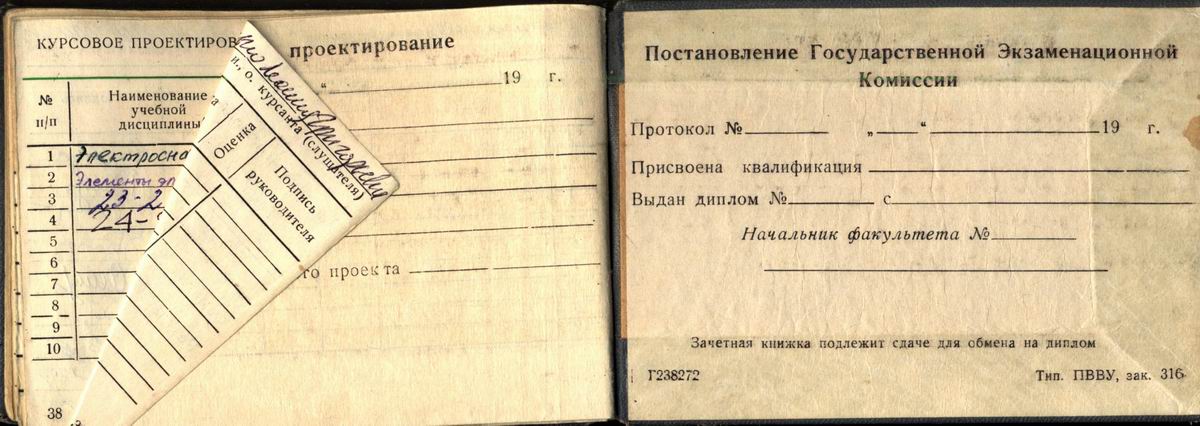 КУРСОВОЕ ПРОЕКТИРОВ
№
п/п
Наименование
учебной
дисциплины
1 Электросна
2 Элементы эл
3 23-2
4 24-
5
6
7
8
9
10
38
и., о. курсанта (слушателя)
Оценка
Подпись
руководителя
проектирование
“ 19 г.
го проекта
Постановление Государственной Экзаменационной
Комиссии
Протокол № „ “ 19 г.
Присвоена квалификация
Выдан диплом № с
Начальник факультета №
Зачетная книжка подлежит сдаче для обмена на диплом
Г238272 Тип. ПВВУ, зак. 316